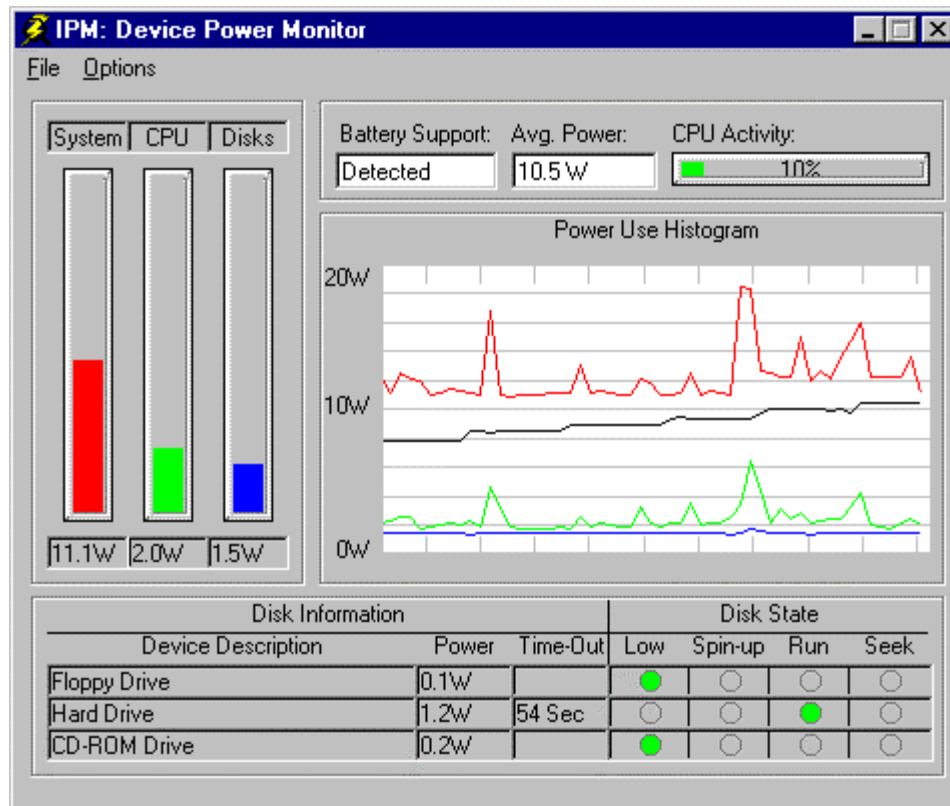 IPM: Device Power Monitor
File Options
System CPU Disks
11.1W 2.0W 1.5W
Battery Support: Avg. Power: CPU Activity:
Detected 10.5 W 10%
Power Use Histogram
20W
10W
0W
Disk Information Disk State
Device Description Power Time-Out Low Spin-up Run Seek
Floppy Drive 0.1W
Hard Drive 1.2W 54 Sec
CD-ROM Drive 0.2W